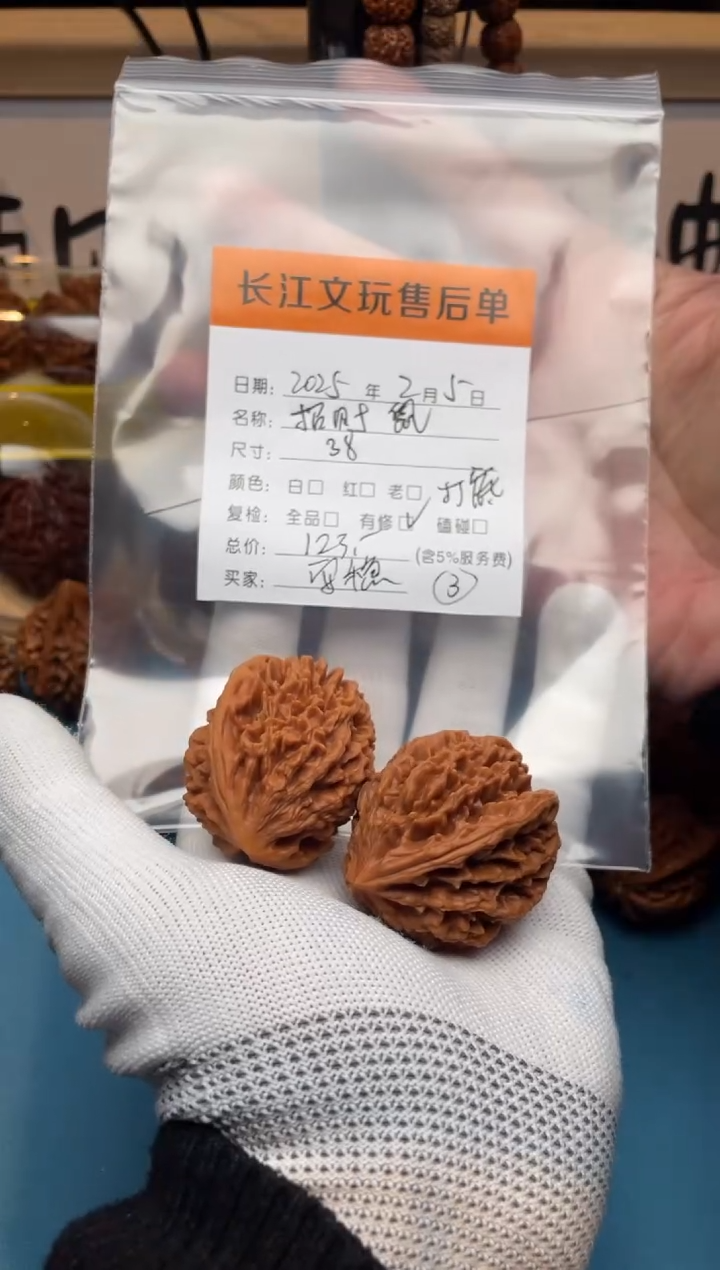 长江文玩售后单
日期: 2025 年 2 月 5 日
名称: 招财
尺寸: 38
颜色: 白□ 红□ 老□ 打
复检: 全品□ 有修☑ 磕碰□
总价: 123.- (含5%服务费)
买家: ③